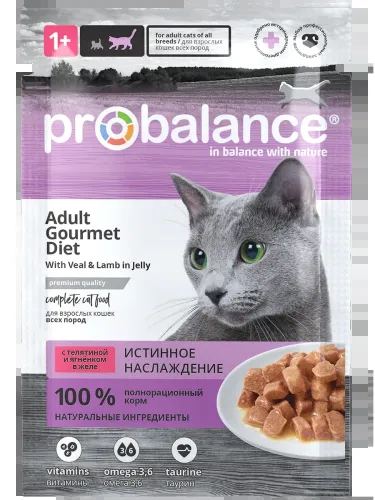 1+
for adult cats of all
breeds / для взрослых
кошек всех пород
probalance®
in balance with nature
Adult
Gourmet
Diet
With Veal & Lamb in Jelly
premium quality
complete cat food
для взрослых кошек
всех пород
с телятиной
и ягнёнком
в желе
ИСТИННОЕ
НАСЛАЖДЕНИЕ
100 %
полнорационный
корм
НАТУРАЛЬНЫЕ ИНГРЕДИЕНТЫ
3/6
vitamins
витамины
omega 3,6
омега 3,6
taurine
таурин